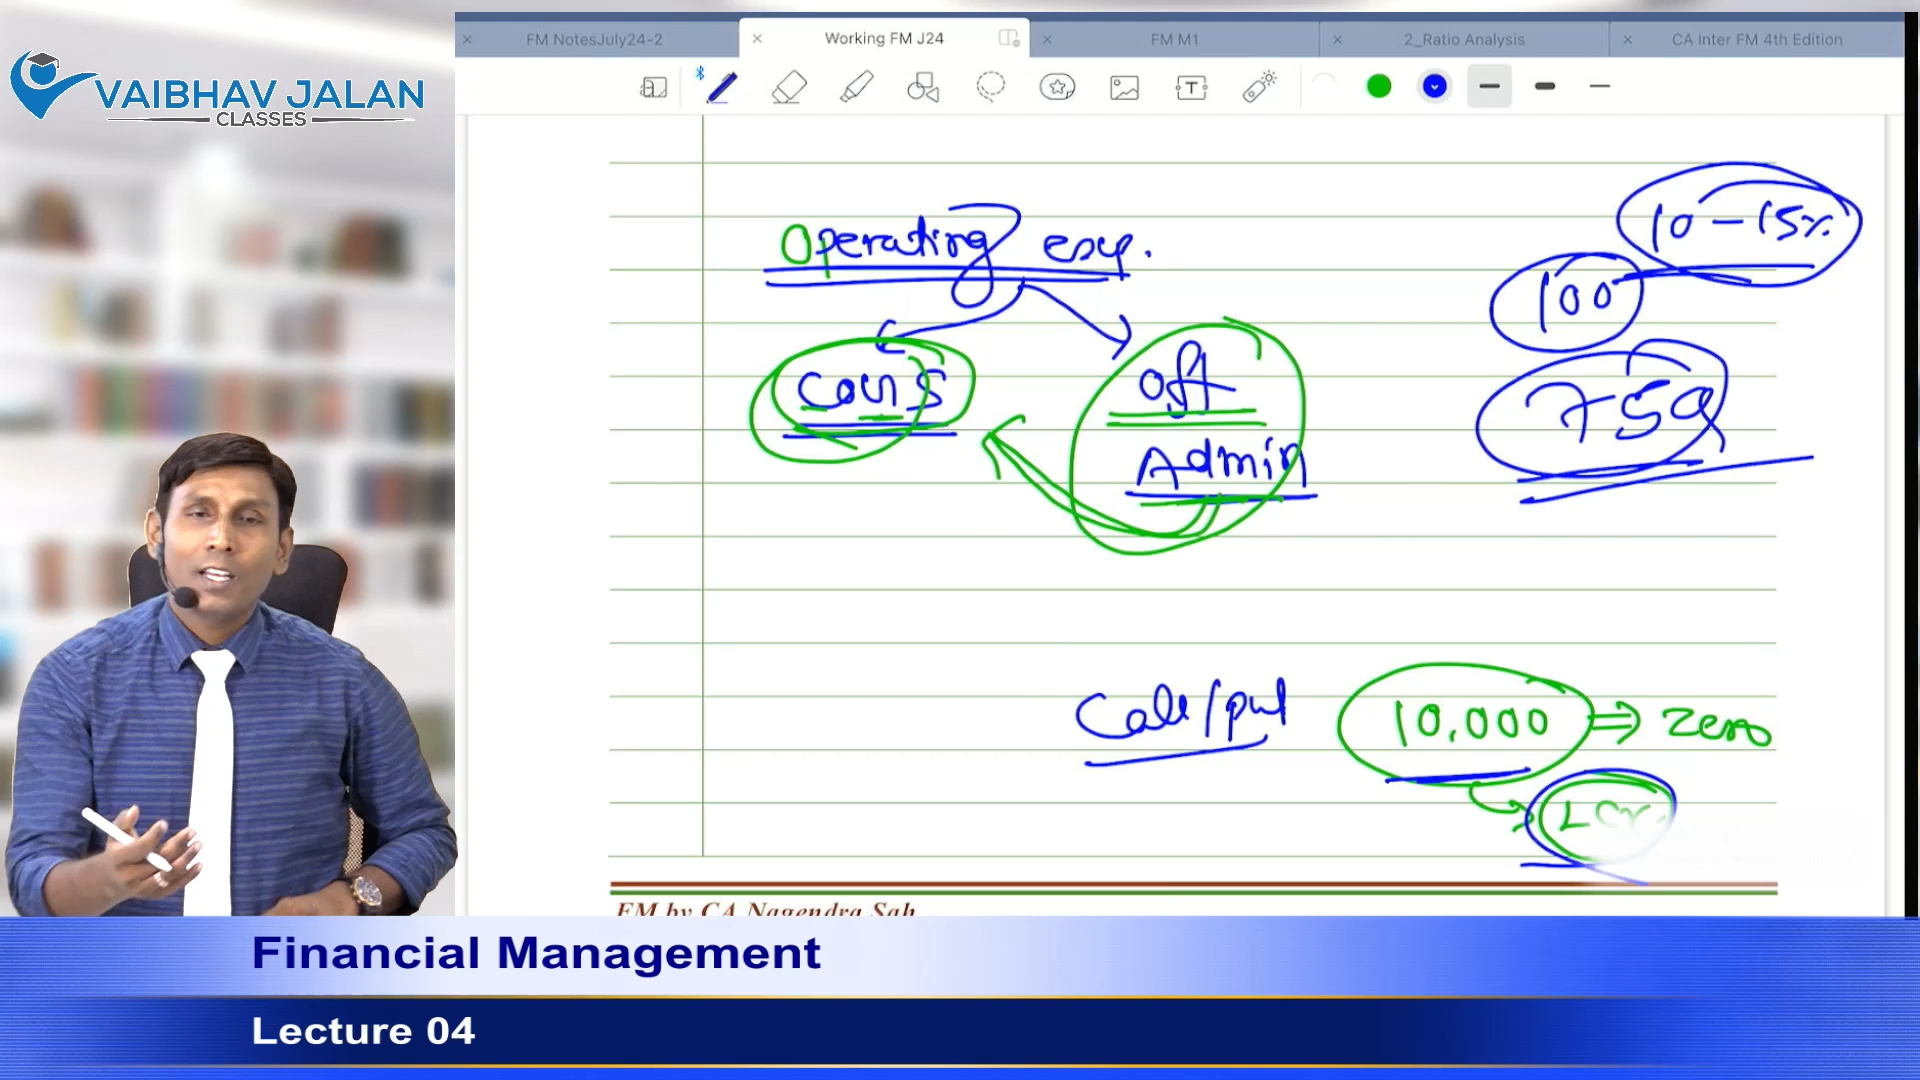 VAIBHAV JALAN
CLASSES
FM NotesJuly24-2
Working FM J24
FM M1
2_Ratio Analysis
CA Inter FM 4th Edition
T
Operating exp.
COGS
off
Admin
10-15%
100
Call/put
10,000 ⇒ zero
FM by CA Nagendra Sah
Financial Management
Lecture 04